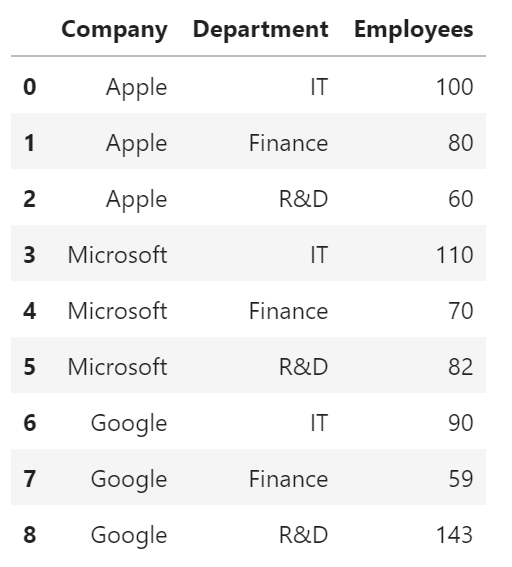 Company Department Employees
0 Apple IT 100
1 Apple Finance 80
2 Apple R&D 60
3 Microsoft IT 110
4 Microsoft Finance 70
5 Microsoft R&D 82
6 Google IT 90
7 Google Finance 59
8 Google R&D 143